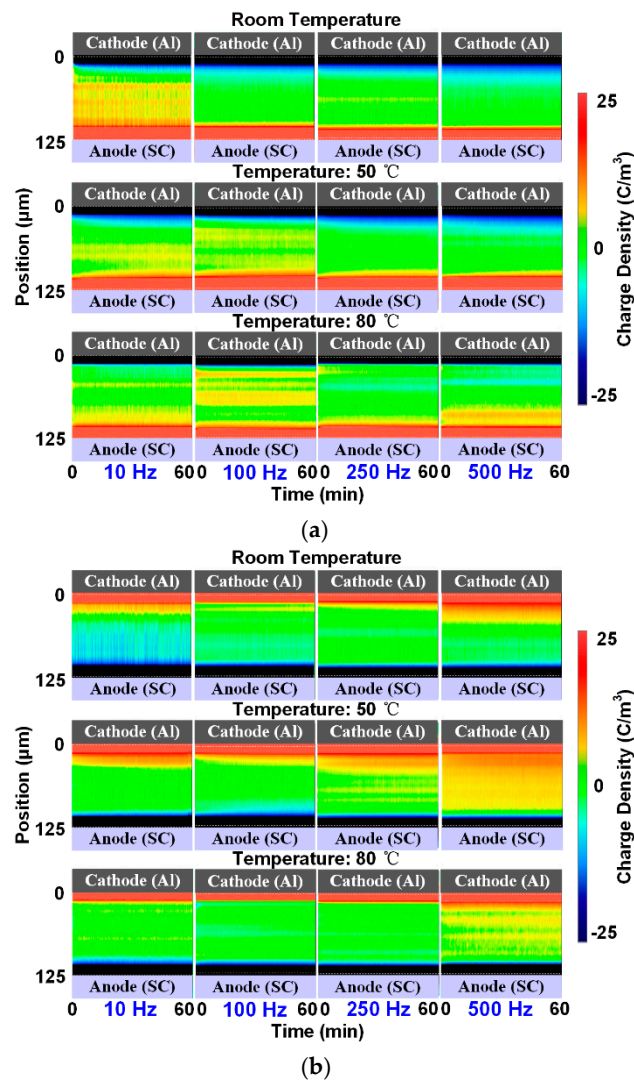 Room Temperature
Cathode (Al) Cathode (Al) Cathode (Al) Cathode (Al)
0
125
Anode (SC) Anode (SC) Anode (SC) Anode (SC)
Temperature: 50 ℃
Cathode (Al) Cathode (Al) Cathode (Al) Cathode (Al)
0
125
Anode (SC) Anode (SC) Anode (SC) Anode (SC)
Temperature: 80 ℃
Cathode (Al) Cathode (Al) Cathode (Al) Cathode (Al)
0
125
Anode (SC) Anode (SC) Anode (SC) Anode (SC)
0 10 Hz 60 0 100 Hz 60 0 250 Hz 60 0 500 Hz 60
Time (min)
Position (µm)
25
0
-25
Charge Density (C/m³)
(a)
Room Temperature
Cathode (Al) Cathode (Al) Cathode (Al) Cathode (Al)
0
125
Anode (SC) Anode (SC) Anode (SC) Anode (SC)
Temperature: 50 ℃
Cathode (Al) Cathode (Al) Cathode (Al) Cathode (Al)
0
125
Anode (SC) Anode (SC) Anode (SC) Anode (SC)
Temperature: 80 ℃
Cathode (Al) Cathode (Al) Cathode (Al) Cathode (Al)
0
125
Anode (SC) Anode (SC) Anode (SC) Anode (SC)
0 10 Hz 60 0 100 Hz 60 0 250 Hz 60 0 500 Hz 60
Time (min)
Position (µm)
25
0
-25
Charge Density (C/m³)
(b)